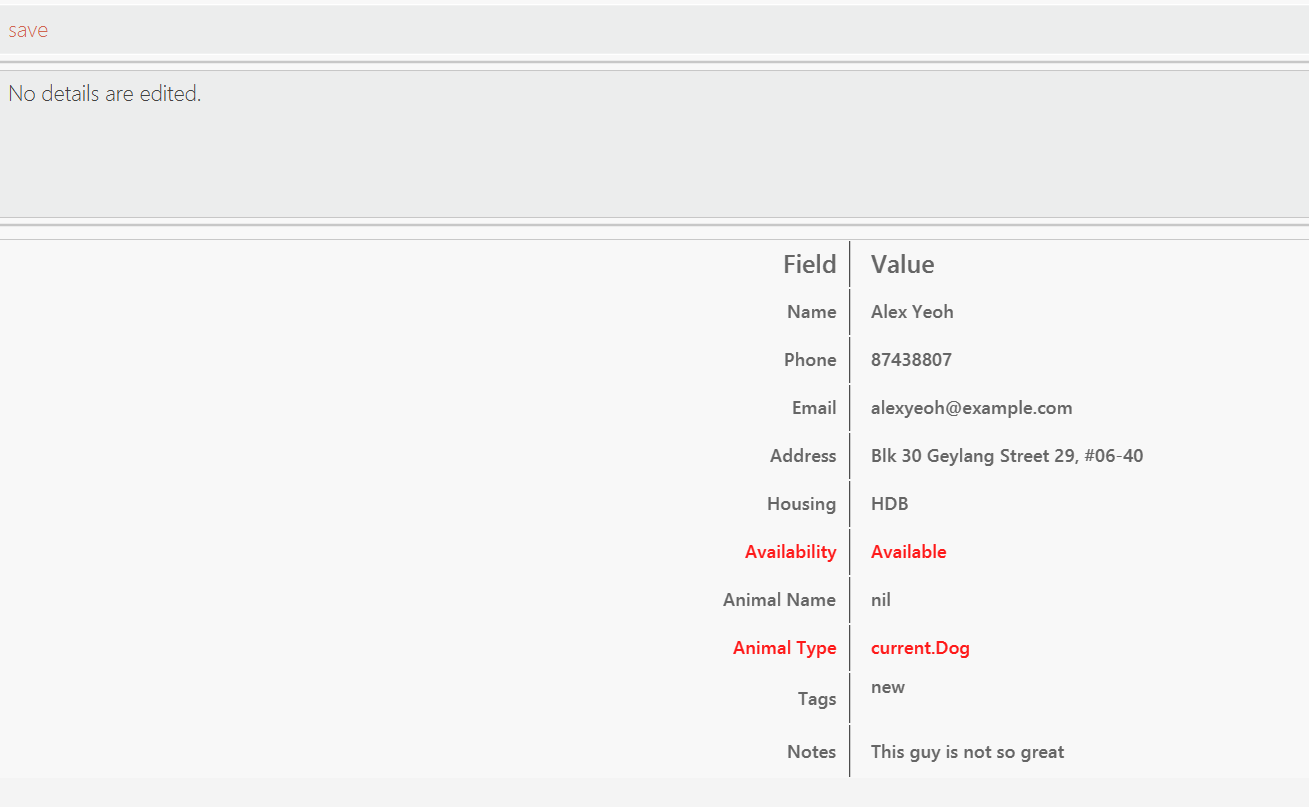 save
No details are edited.
Field Value
Name Alex Yeoh
Phone 87438807
Email alexyeoh@example.com
Address Blk 30 Geylang Street 29, #06-40
Housing HDB
Availability Available
Animal Name nil
Animal Type current.Dog
Tags new
Notes This guy is not so great